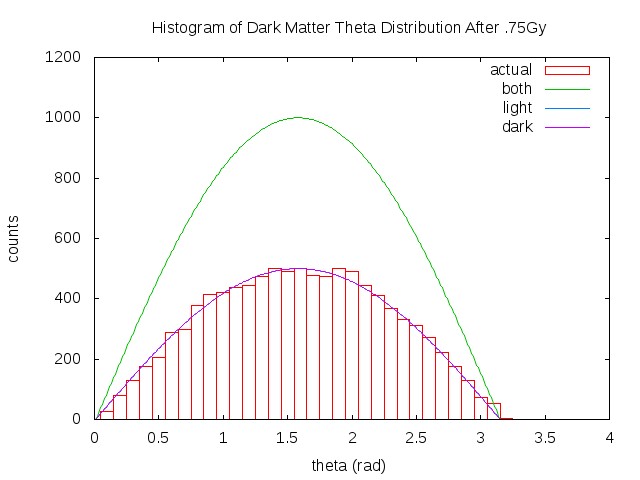 Histogram of Dark Matter Theta Distribution After .75Gy
1200
1000
800
600
400
200
0
counts
actual
both
light
dark
0 0.5 1 1.5 2 2.5 3 3.5 4
theta (rad)